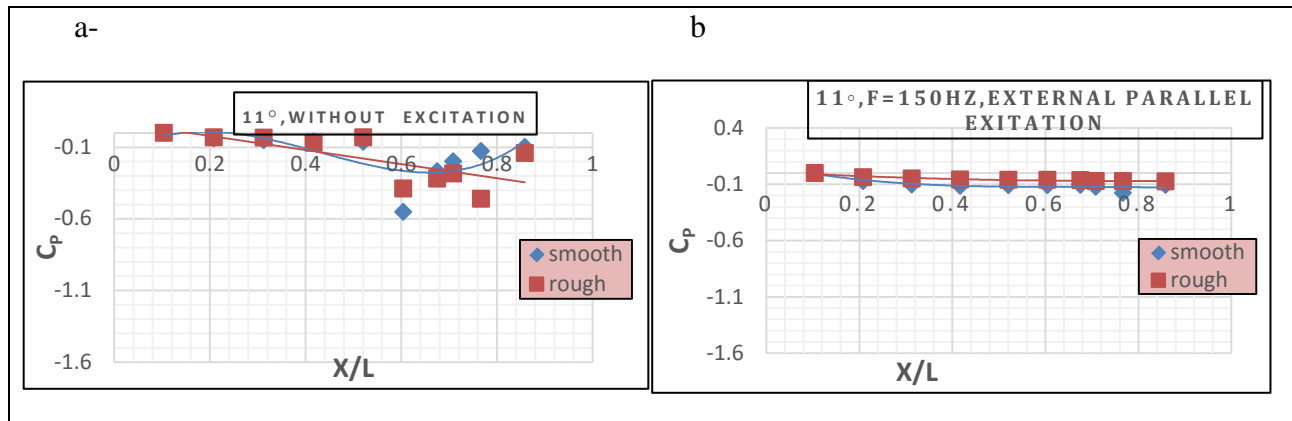 a-
b
11°,WITHOUT EXCITATION
-0.1
-0.6
-1.1
-1.6
0 0.2 0.4 0.6 0.8 1
CP
X/L
smooth
rough
11◦,F=150HZ,EXTERNAL PARALLEL
EXITATION
0.4
-0.1
-0.6
-1.1
-1.6
0 0.2 0.4 0.6 0.8 1
CP
X/L
smooth
rough